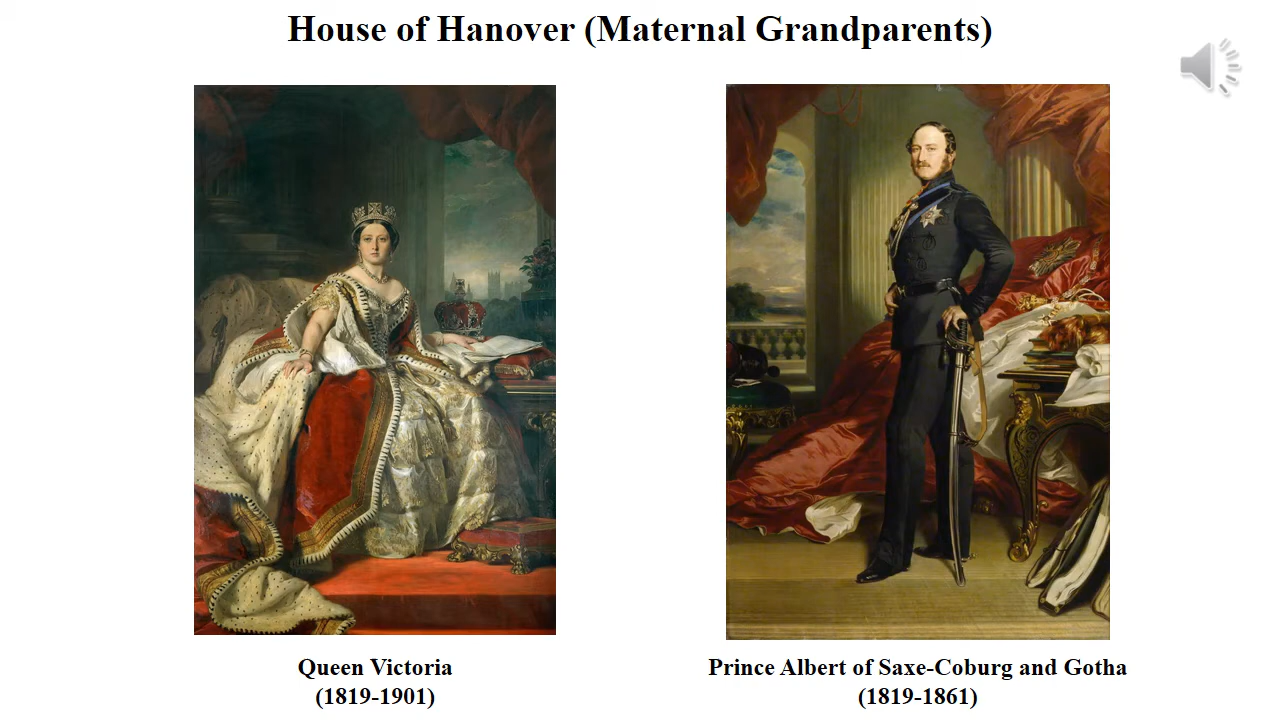 House of Hanover (Maternal Grandparents)
Queen Victoria
(1819-1901)
Prince Albert of Saxe-Coburg and Gotha
(1819-1861)